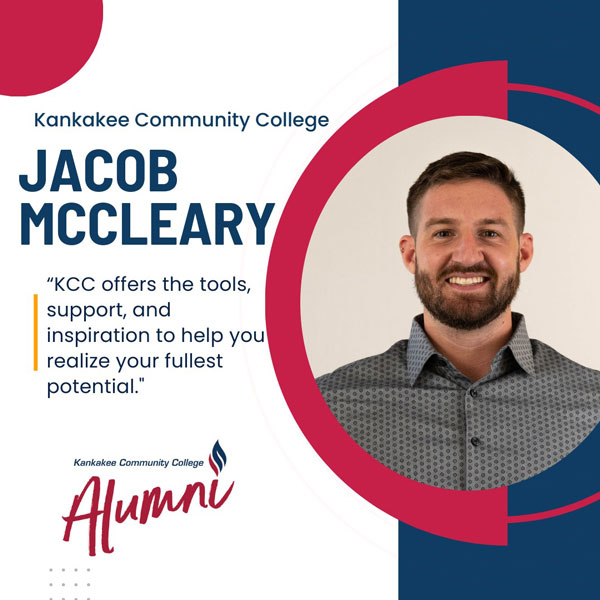 Kankakee Community College
JACOB
MCCLEARY
“KCC offers the tools,
support, and
inspiration to help you
realize your fullest
potential."
Kankakee Community College
Alumni